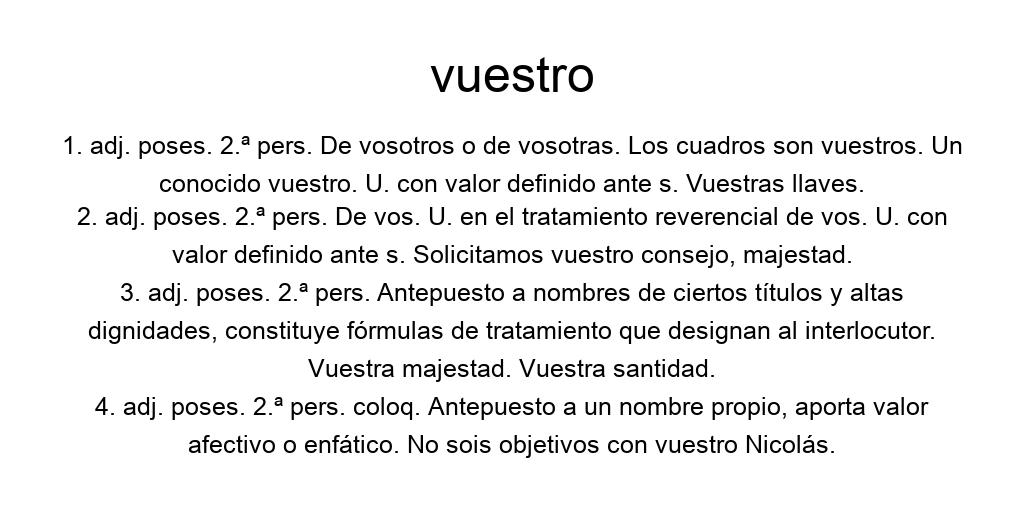 vuestro
1. adj. poses. 2.ª pers. De vosotros o de vosotras. Los cuadros son vuestros. Un
conocido vuestro. U. con valor definido ante s. Vuestras llaves.
2. adj. poses. 2.ª pers. De vos. U. en el tratamiento reverencial de vos. U. con
valor definido ante s. Solicitamos vuestro consejo, majestad.
3. adj. poses. 2.ª pers. Antepuesto a nombres de ciertos títulos y altas
dignidades, constituye fórmulas de tratamiento que designan al interlocutor.
Vuestra majestad. Vuestra santidad.
4. adj. poses. 2.ª pers. coloq. Antepuesto a un nombre propio, aporta valor
afectivo o enfático. No sois objetivos con vuestro Nicolás.